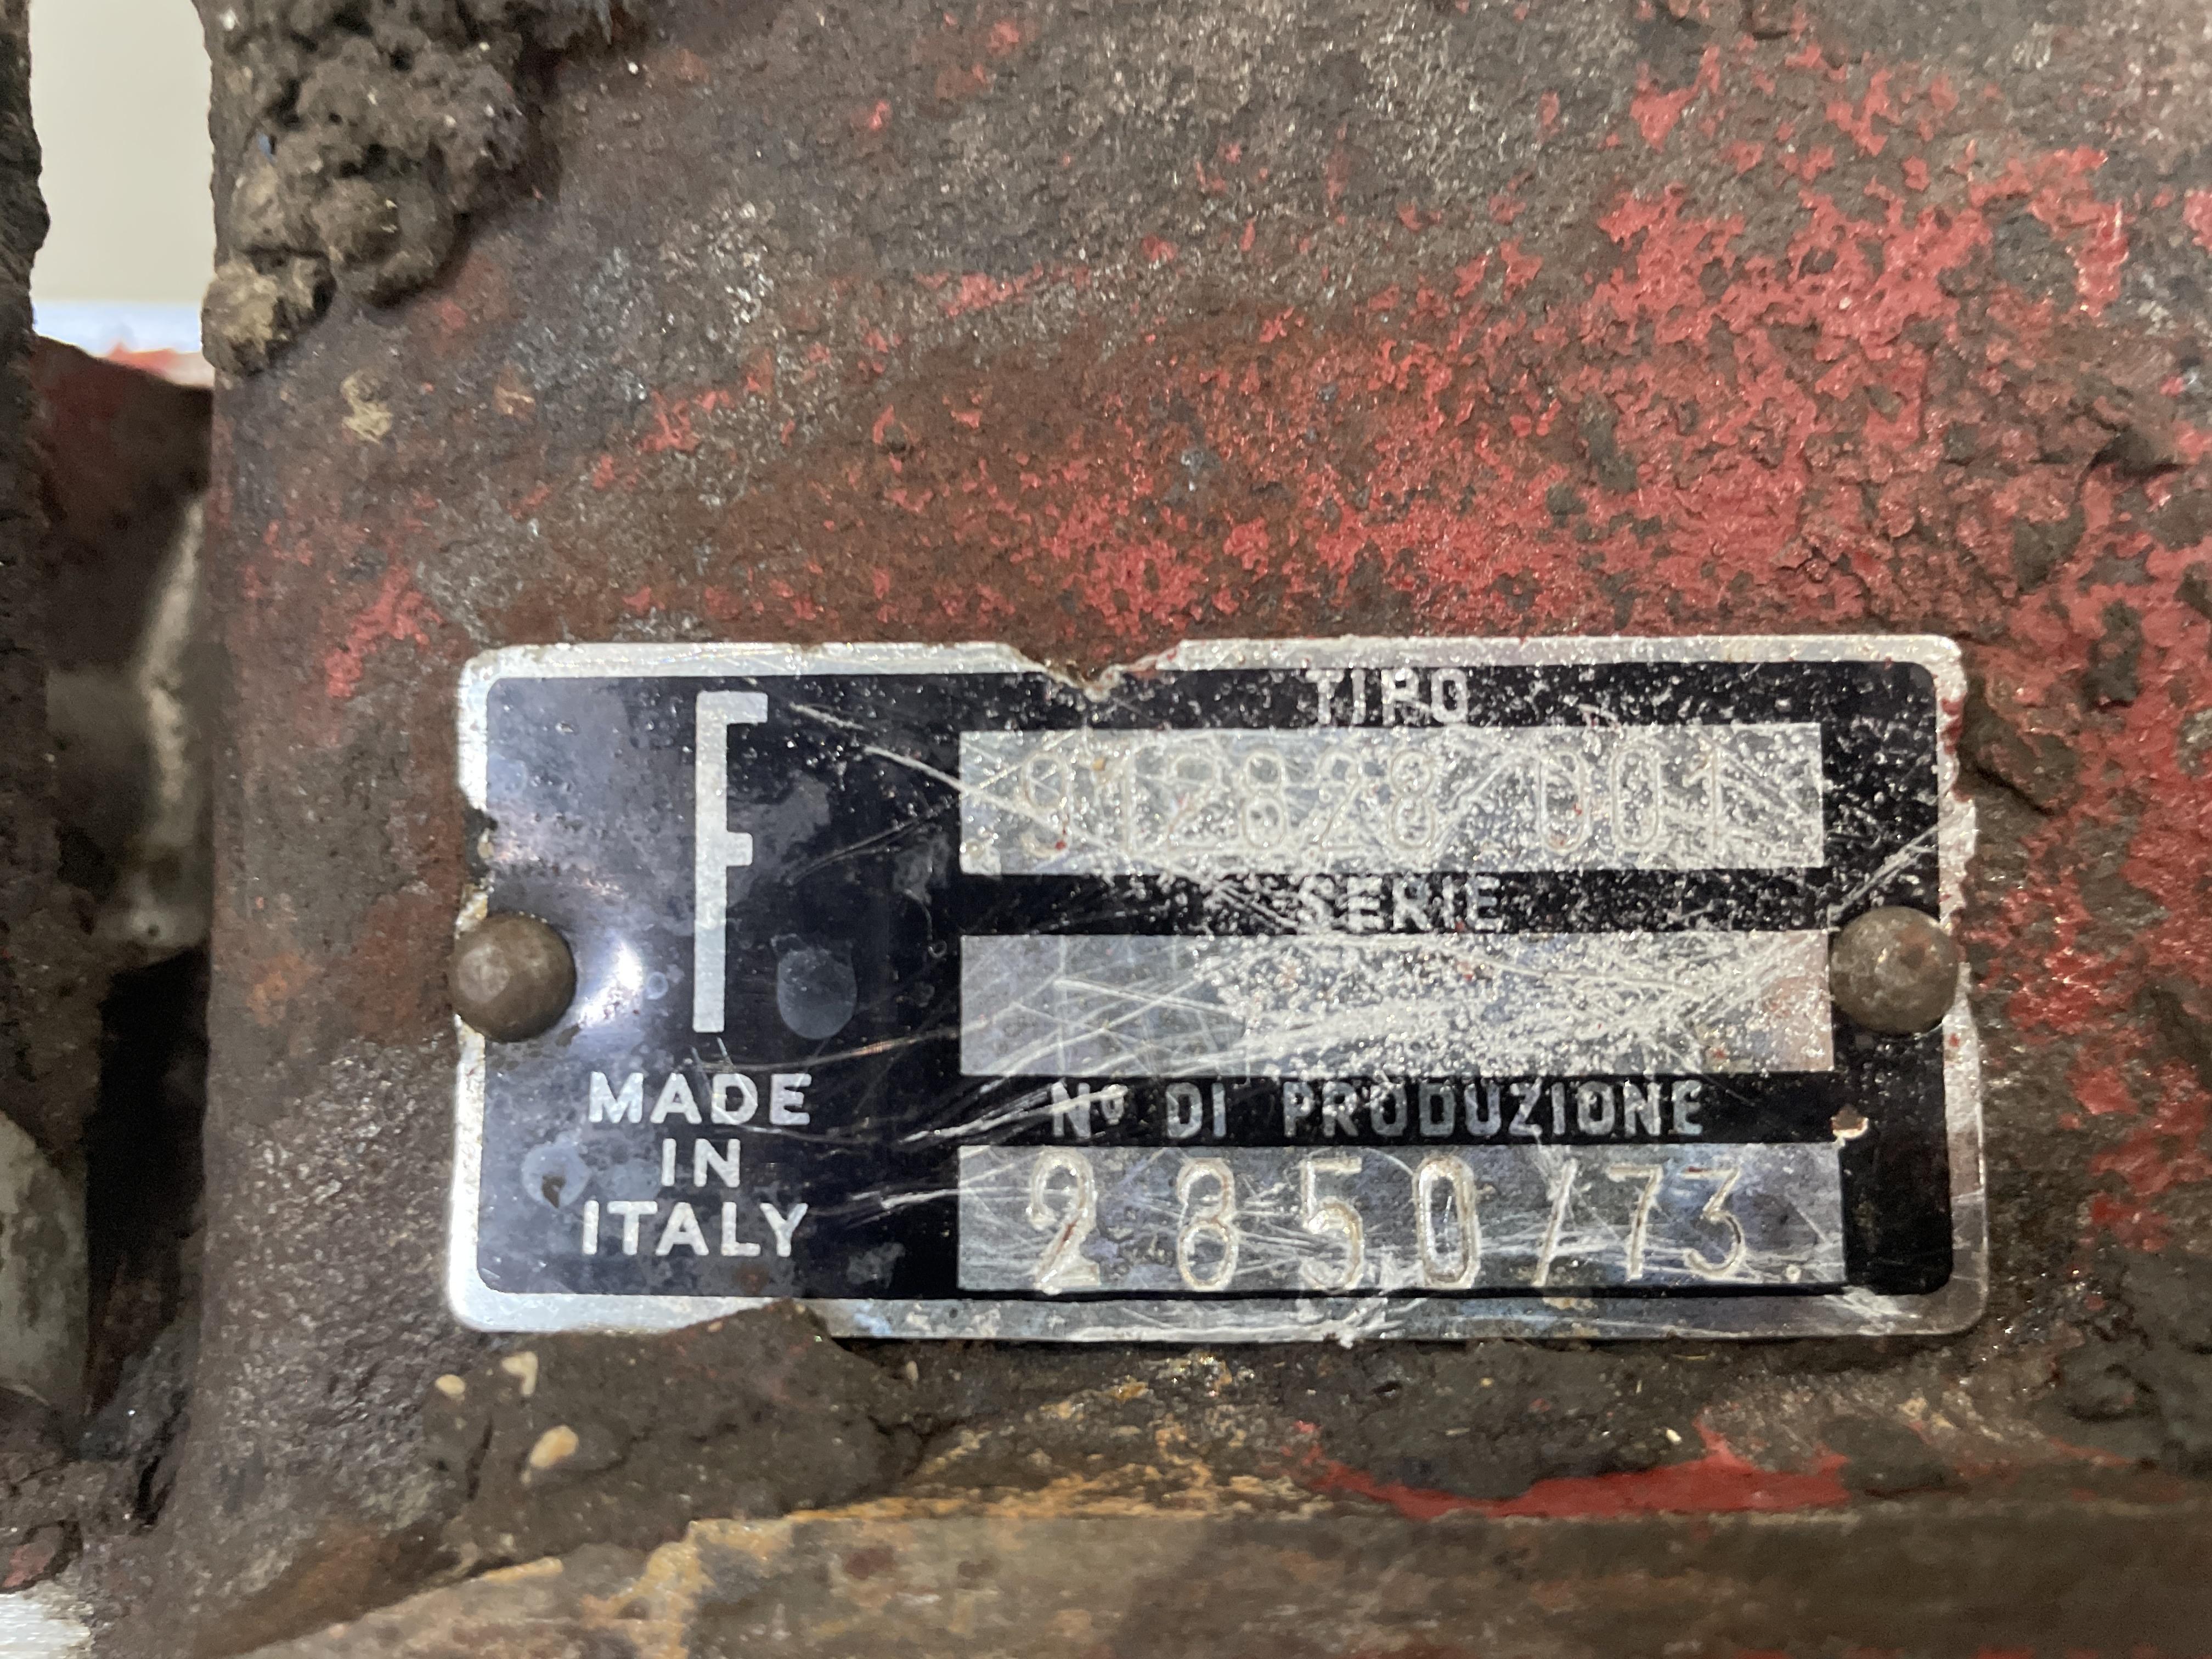 F
MADE
IN
ITALY
TIPO
912828 001
SERIE
Nº DI PRODUZIONE
2850/73.